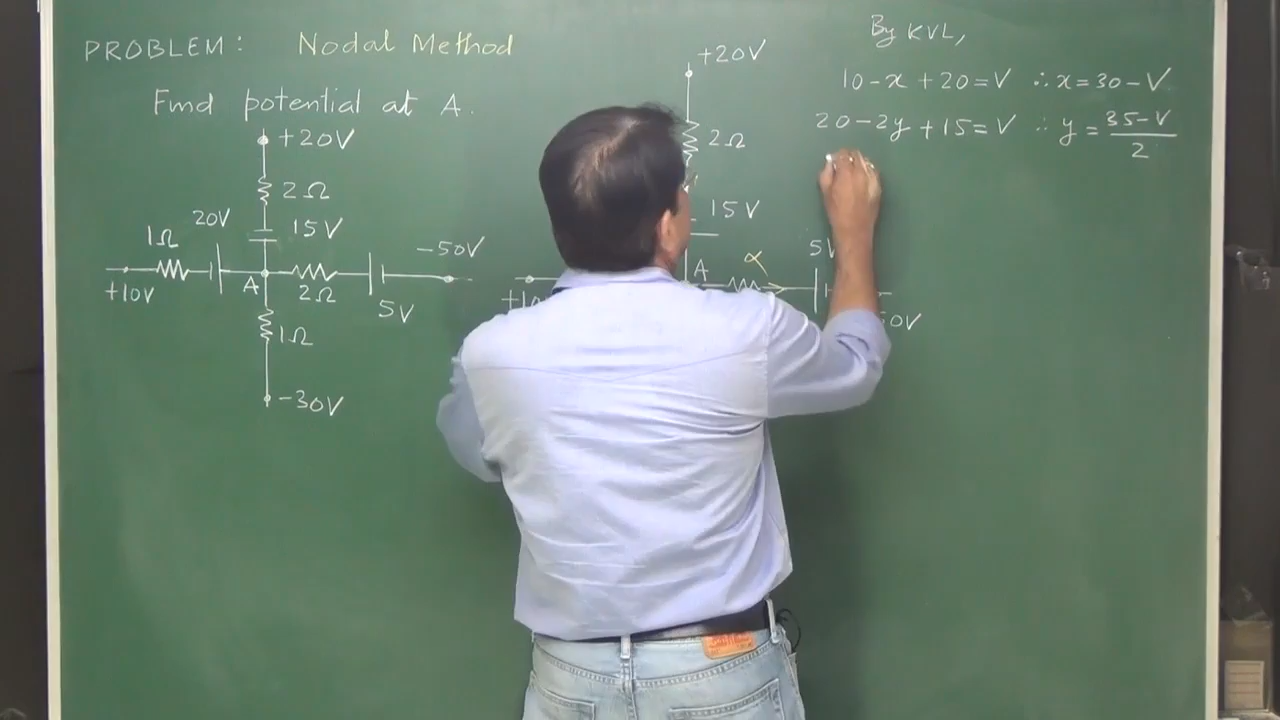 PROBLEM: Nodal Method
Find potential at A.
+20V
2Ω
15V
20V
1Ω
+10V
A
2Ω
5V
-50V
1Ω
-30V
+20V
2Ω
15V
A
α
5V
50V
By KVL,
10-x+20=V ∴x=30-V
20-2y+15=V ∴ y=35-V
2